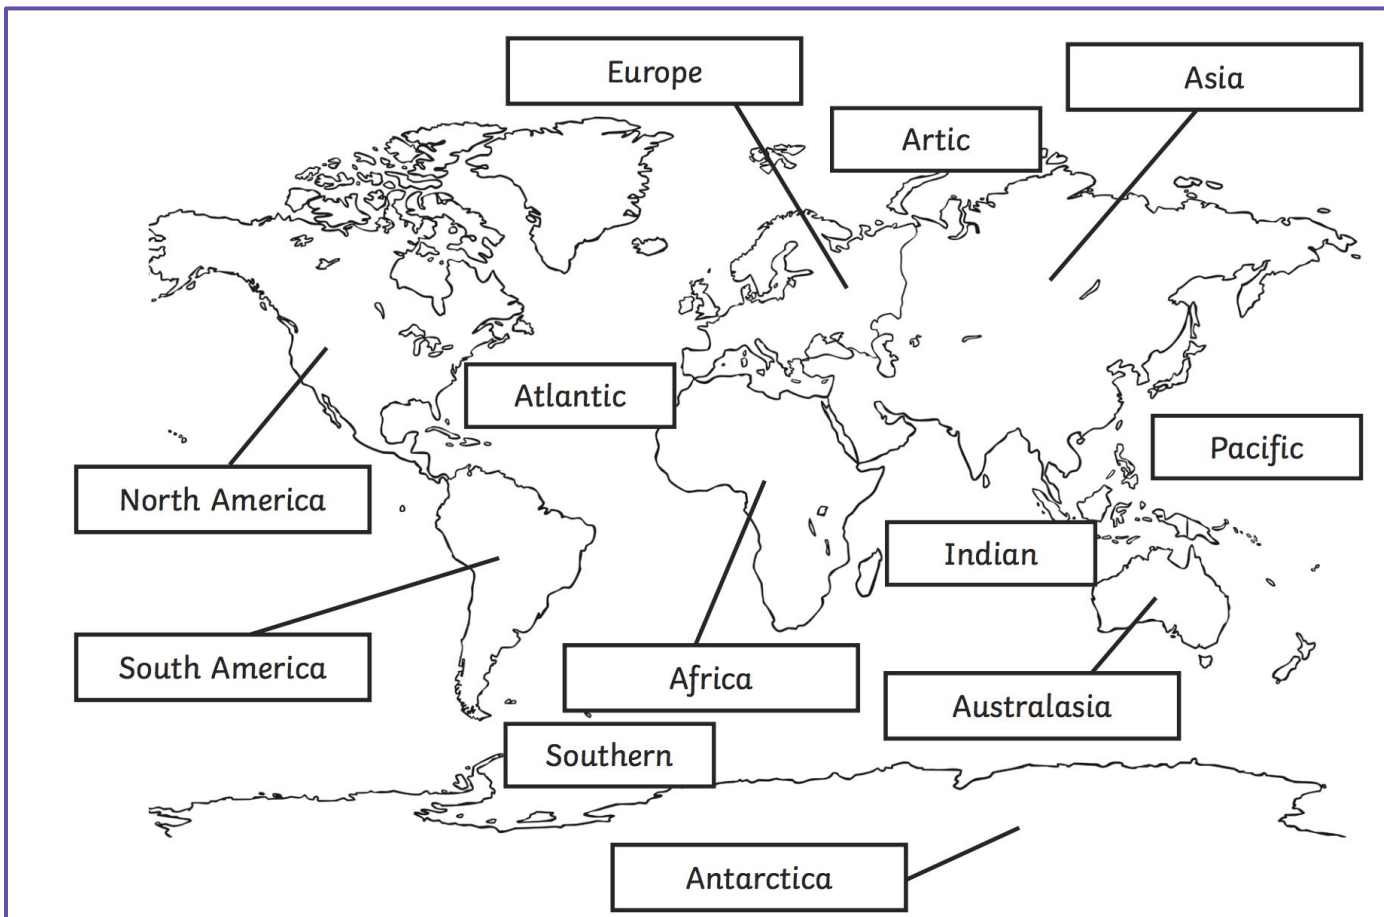 Europe
Asia
Artic
Atlantic
Pacific
North America
Indian
South America
Africa
Australasia
Southern
Antarctica